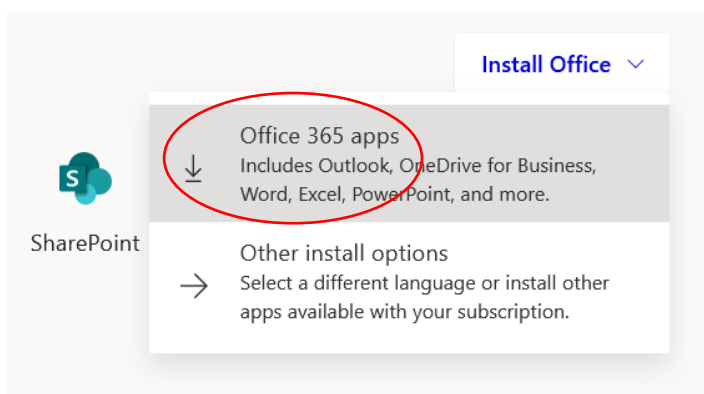 Install Office
Office 365 apps
Includes Outlook, OneDrive for Business,
Word, Excel, PowerPoint, and more.
S
SharePoint
Other install options
Select a different language or install other
apps available with your subscription.